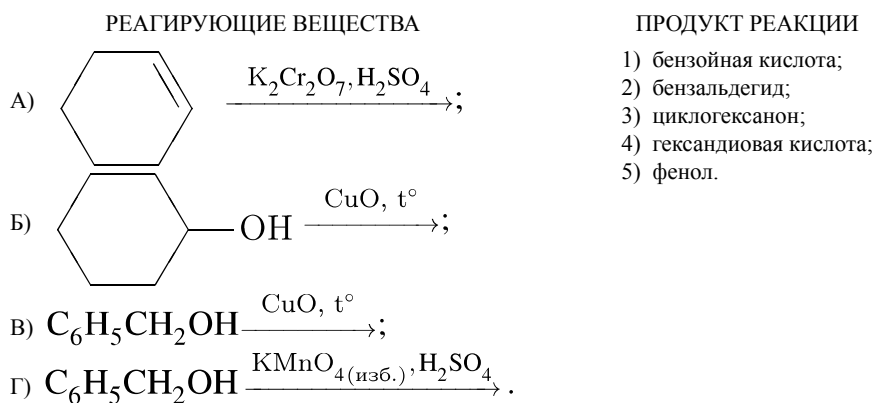 РЕАГИРУЮЩИЕ ВЕЩЕСТВА
ПРОДУКТ РЕАКЦИИ
А) K₂Cr₂O₇, H₂SO₄ ;
Б) OH CuO, t° ;
В) C₆H₅CH₂OH CuO, t° ;
Г) C₆H₅CH₂OH KMnO₄(изб.), H₂SO₄ .
1) бензойная кислота;
2) бензальдегид;
3) циклогексанон;
4) гександиовая кислота;
5) фенол.